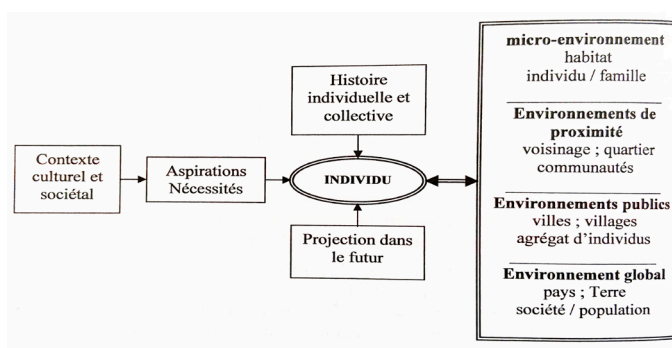 Histoire
individuelle et
collective
Contexte
culturel et
sociétal
Aspirations
Nécessités
INDIVIDU
Projection dans
le futur
micro-environnement
habitat
individu / famille
Environnements de
proximité
voisinage ; quartier
communautés
Environnements publics
villes ; villages
agrégat d'individus
Environnement global
pays ; Terre
société / population